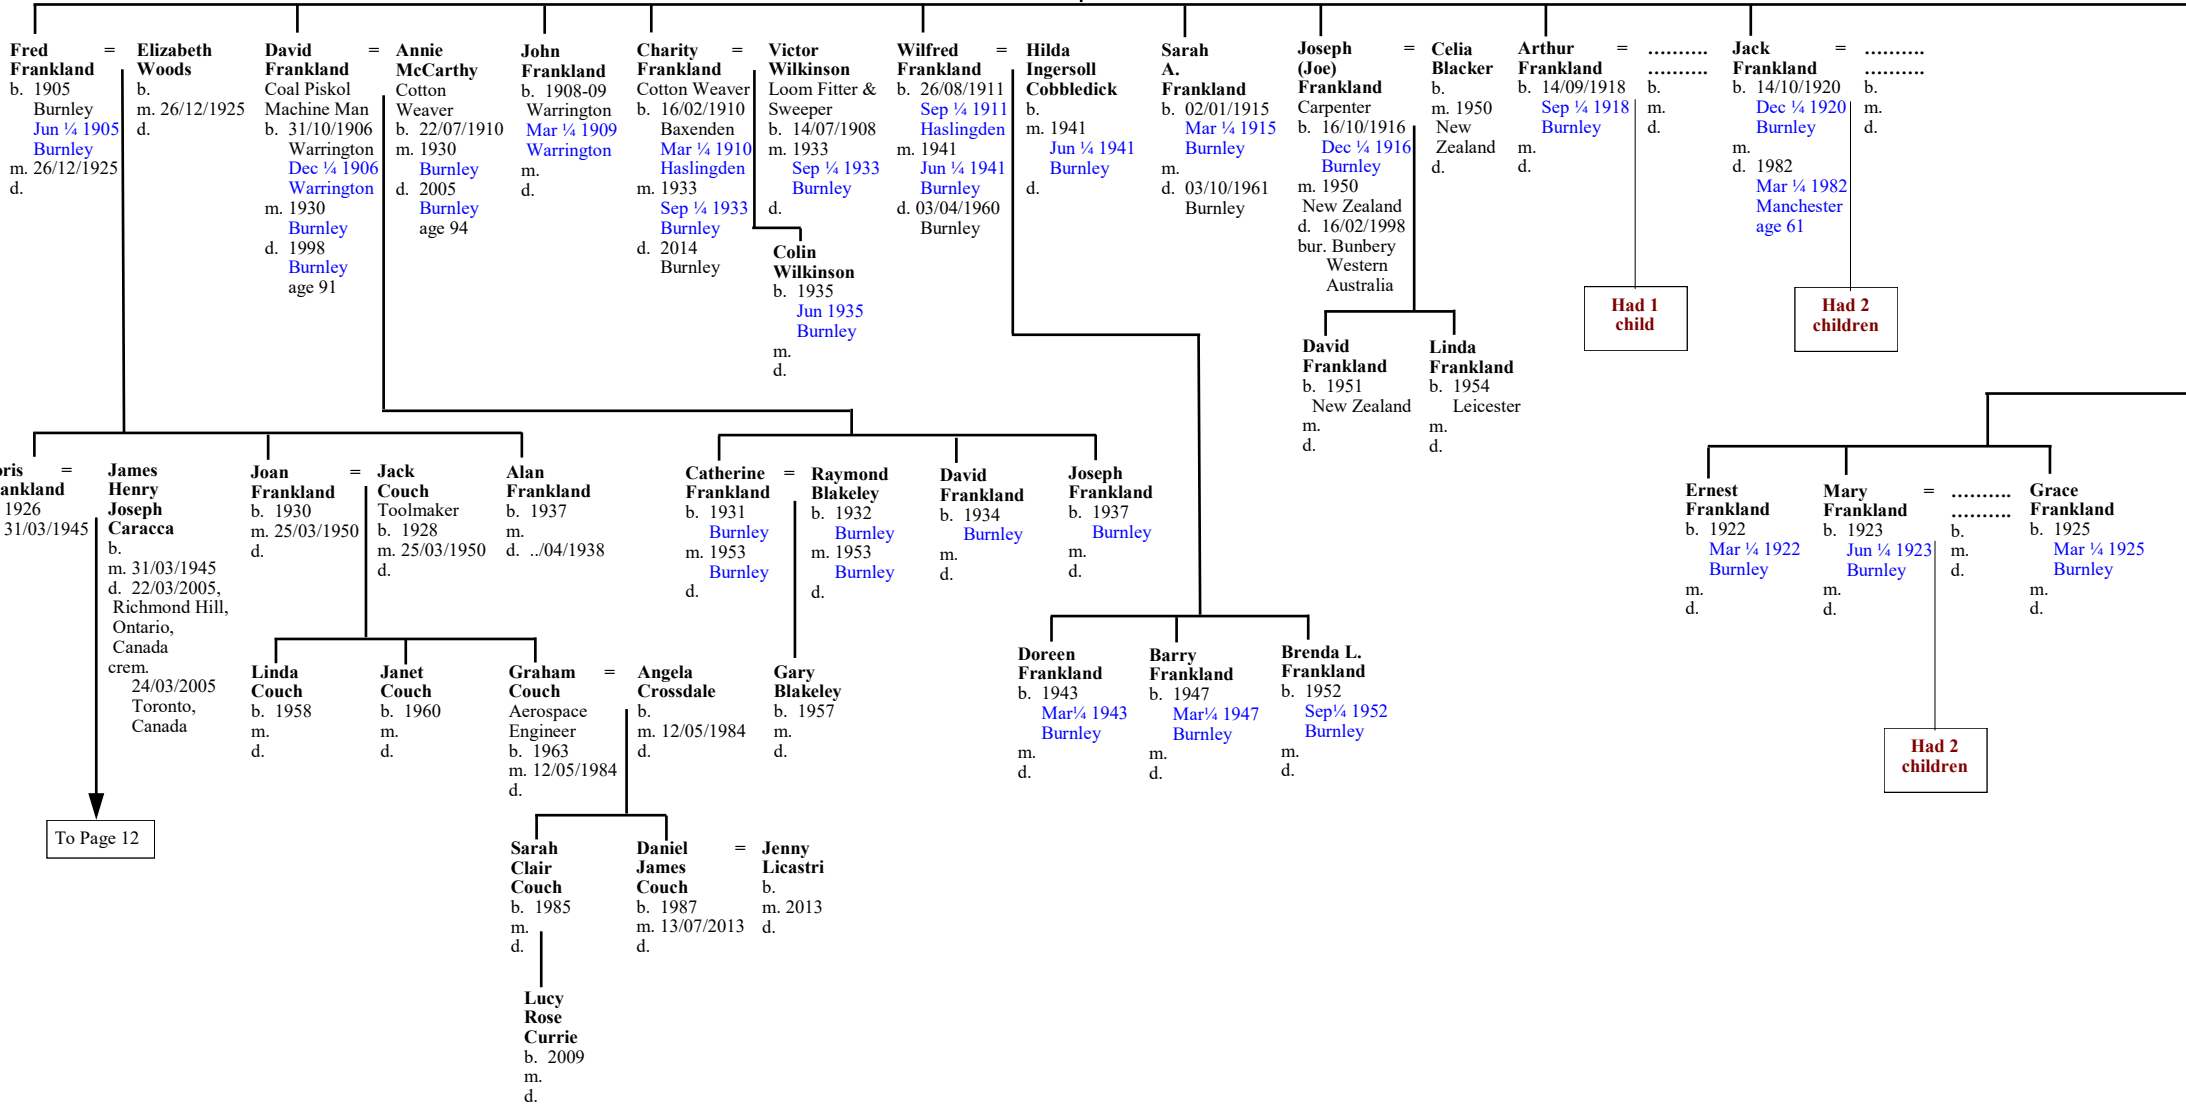 Fred =
Frankland
b. 1905
Burnley
Jun ¼ 1905
Burnley
m. 26/12/1925
d.
Elizabeth
Woods
b.
m. 26/12/1925
d.
David =
Frankland
Coal Piskol
Machine Man
b. 31/10/1906
Warrington
Dec ¼ 1906
Warrington
m. 1930
Burnley
d. 1998
Burnley
age 91
Annie
McCarthy
Cotton
Weaver
b. 22/07/1910
m. 1930
Burnley
d. 2005
Burnley
age 94
John
Frankland
b. 1908-09
Warrington
Mar ¼ 1909
Warrington
m.
d.
Charity =
Frankland
Cotton Weaver
b. 16/02/1910
Baxenden
Mar ¼ 1910
Haslingden
m. 1933
Sep ¼ 1933
Burnley
d. 2014
Burnley
Victor
Wilkinson
Loom Fitter &
Sweeper
b. 14/07/1908
m. 1933
Sep ¼ 1933
Burnley
d.
Colin
Wilkinson
b. 1935
Jun 1935
Burnley
m.
d.
Wilfred =
Frankland
b. 26/08/1911
Sep ¼ 1911
Haslingden
m. 1941
Jun ¼ 1941
Burnley
d. 03/04/1960
Burnley
Hilda
Ingersoll
Cobbledick
b.
m. 1941
Jun ¼ 1941
Burnley
d.
Sarah
A.
Frankland
b. 02/01/1915
Mar ¼ 1915
Burnley
m.
d. 03/10/1961
Burnley
Joseph =
(Joe)
Frankland
Carpenter
b. 16/10/1916
Dec ¼ 1916
Burnley
m. 1950
New Zealand
d. 16/02/1998
bur. Bunbery
Western
Australia
Celia
Blacker
b.
m. 1950
New
Zealand
d.
Arthur =
Frankland
b. 14/09/1918
Sep ¼ 1918
Burnley
m.
d.
..........
..........
b.
m.
d.
Jack =
Frankland
b. 14/10/1920
Dec ¼ 1920
Burnley
m.
d. 1982
Mar ¼ 1982
Manchester
age 61
..........
..........
b.
m.
d.
Had 1
child
Had 2
children
David
Frankland
b. 1951
New Zealand
m.
d.
Linda
Frankland
b. 1954
Leicester
m.
d.
oris =
ankland
1926
31/03/1945
James
Henry
Joseph
Caracca
b.
m. 31/03/1945
d. 22/03/2005,
Richmond Hill,
Ontario,
Canada
crem.
24/03/2005
Toronto,
Canada
Joan =
Frankland
b. 1930
m. 25/03/1950
d.
Jack
Couch
Toolmaker
b. 1928
m. 25/03/1950
d.
Alan
Frankland
b. 1937
m.
d. ../04/1938
Catherine =
Frankland
b. 1931
Burnley
m. 1953
Burnley
d.
Raymond
Blakeley
b. 1932
Burnley
m. 1953
Burnley
d.
David
Frankland
b. 1934
Burnley
m.
d.
Joseph
Frankland
b. 1937
Burnley
m.
d.
Ernest
Frankland
b. 1922
Mar ¼ 1922
Burnley
m.
d.
Mary =
Frankland
b. 1923
Jun ¼ 1923
Burnley
m.
d.
..........
..........
b.
m.
d.
Grace
Frankland
b. 1925
Mar ¼ 1925
Burnley
m.
d.
Linda
Couch
b. 1958
m.
d.
Janet
Couch
b. 1960
m.
d.
Graham =
Couch
Aerospace
Engineer
b. 1963
m. 12/05/1984
d.
Angela
Crossdale
b.
m. 12/05/1984
d.
Gary
Blakeley
b. 1957
m.
d.
Doreen
Frankland
b. 1943
Mar¼ 1943
Burnley
m.
d.
Barry
Frankland
b. 1947
Mar¼ 1947
Burnley
m.
d.
Brenda L.
Frankland
b. 1952
Sep¼ 1952
Burnley
m.
d.
Had 2
children
To Page 12
Sarah
Clair
Couch
b. 1985
m.
d.
Daniel =
James
Couch
b. 1987
m. 13/07/2013
d.
Jenny
Licastri
b.
m. 2013
d.
Lucy
Rose
Currie
b. 2009
m.
d.